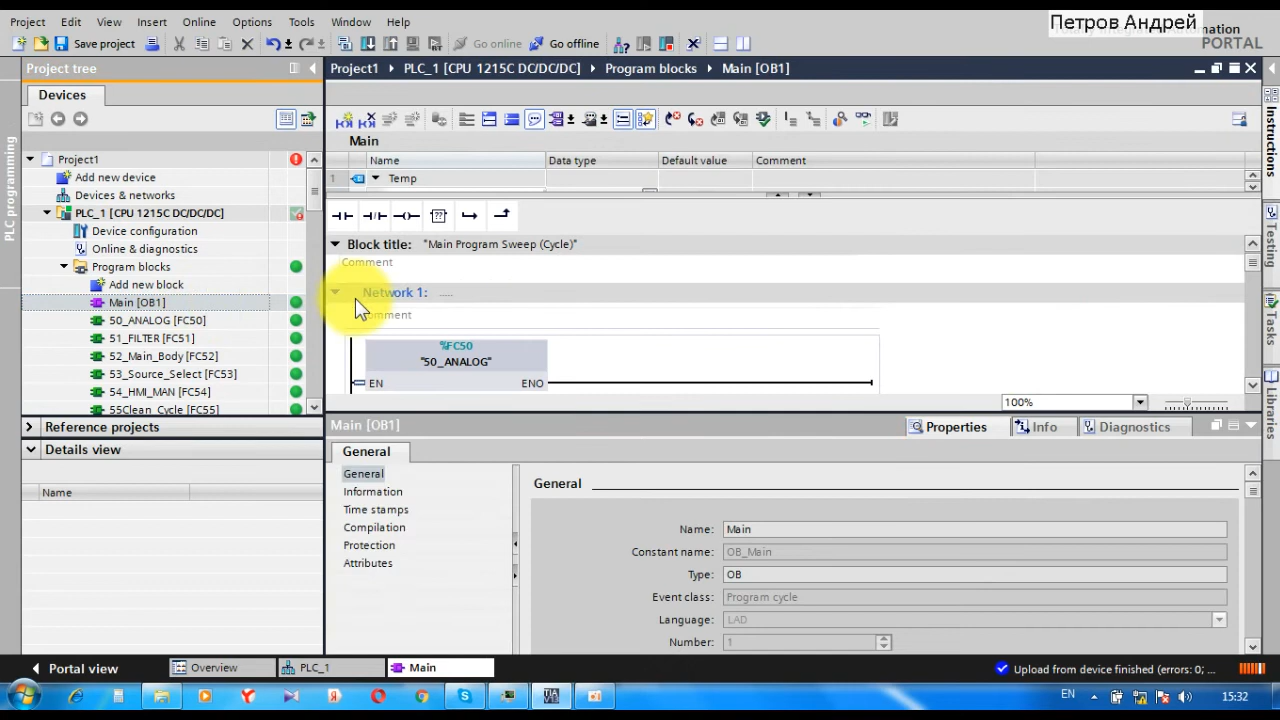 Project Edit View Insert Online Options Tools Window Help
Петров Андрей
Automation
PORTAL
Save project
Go online
Go offline
Project tree
Project1
PLC_1 [CPU 1215C DC/DC/DC]
Program blocks
Main [OB1]
Devices
Main
Name
Data type
Default value
Comment
1
Temp
Project1
Add new device
Devices & networks
PLC_1 [CPU 1215C DC/DC/DC]
Device configuration
Online & diagnostics
Program blocks
Add new block
Main [OB1]
50_ANALOG [FC50]
51_FILTER [FC51]
52_Main_Body [FC52]
53_Source_Select [FC53]
54_HMI_MAN [FC54]
55Clean_Cycle [FC55]
PLC programming
??
Block title: "Main Program Sweep (Cycle)"
Comment
Network 1: .....
Comment
%FC50
"50_ANALOG"
EN
ENO
100%
Instructions
Testing
Tasks
Libraries
Reference projects
Details view
Name
Main [OB1]
Properties
Info
Diagnostics
General
General
Information
Time stamps
Compilation
Protection
Attributes
General
Name: Main
Constant name: OB_Main
Type: OB
Event class: Program cycle
Language: LAD
Number: 1
Portal view
Overview
PLC_1
Main
Upload from device finished (errors: 0; ...
EN
15:32